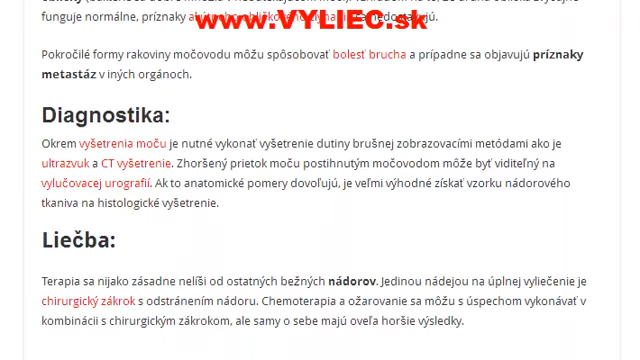 www.VYLIEC.sk
funguje normálne, príznaky
Pokročilé formy rakoviny močovodu môžu spôsobovať bolesť brucha a prípadne sa objavujú príznaky
metastáz v iných orgánoch.
Diagnostika:
Okrem vyšetrenia moču je nutné vykonať vyšetrenie dutiny brušnej zobrazovacími metódami ako je
ultrazvuk a CT vyšetrenie. Zhoršený prietok moču postihnutým močovodom môže byť viditeľný na
vylučovacej urografií. Ak to anatomické pomery dovoľujú, je veľmi výhodné získať vzorku nádorového
tkaniva na histologické vyšetrenie.
Liečba:
Terapia sa nijako zásadne nelíši od ostatných bežných nádorov. Jedinou nádejou na úplnej vyliečenie je
chirurgický zákrok s odstránením nádoru. Chemoterapia a ožarovanie sa môžu s úspechom vykonávať v
kombinácii s chirurgickým zákrokom, ale samy o sebe majú oveľa horšie výsledky.